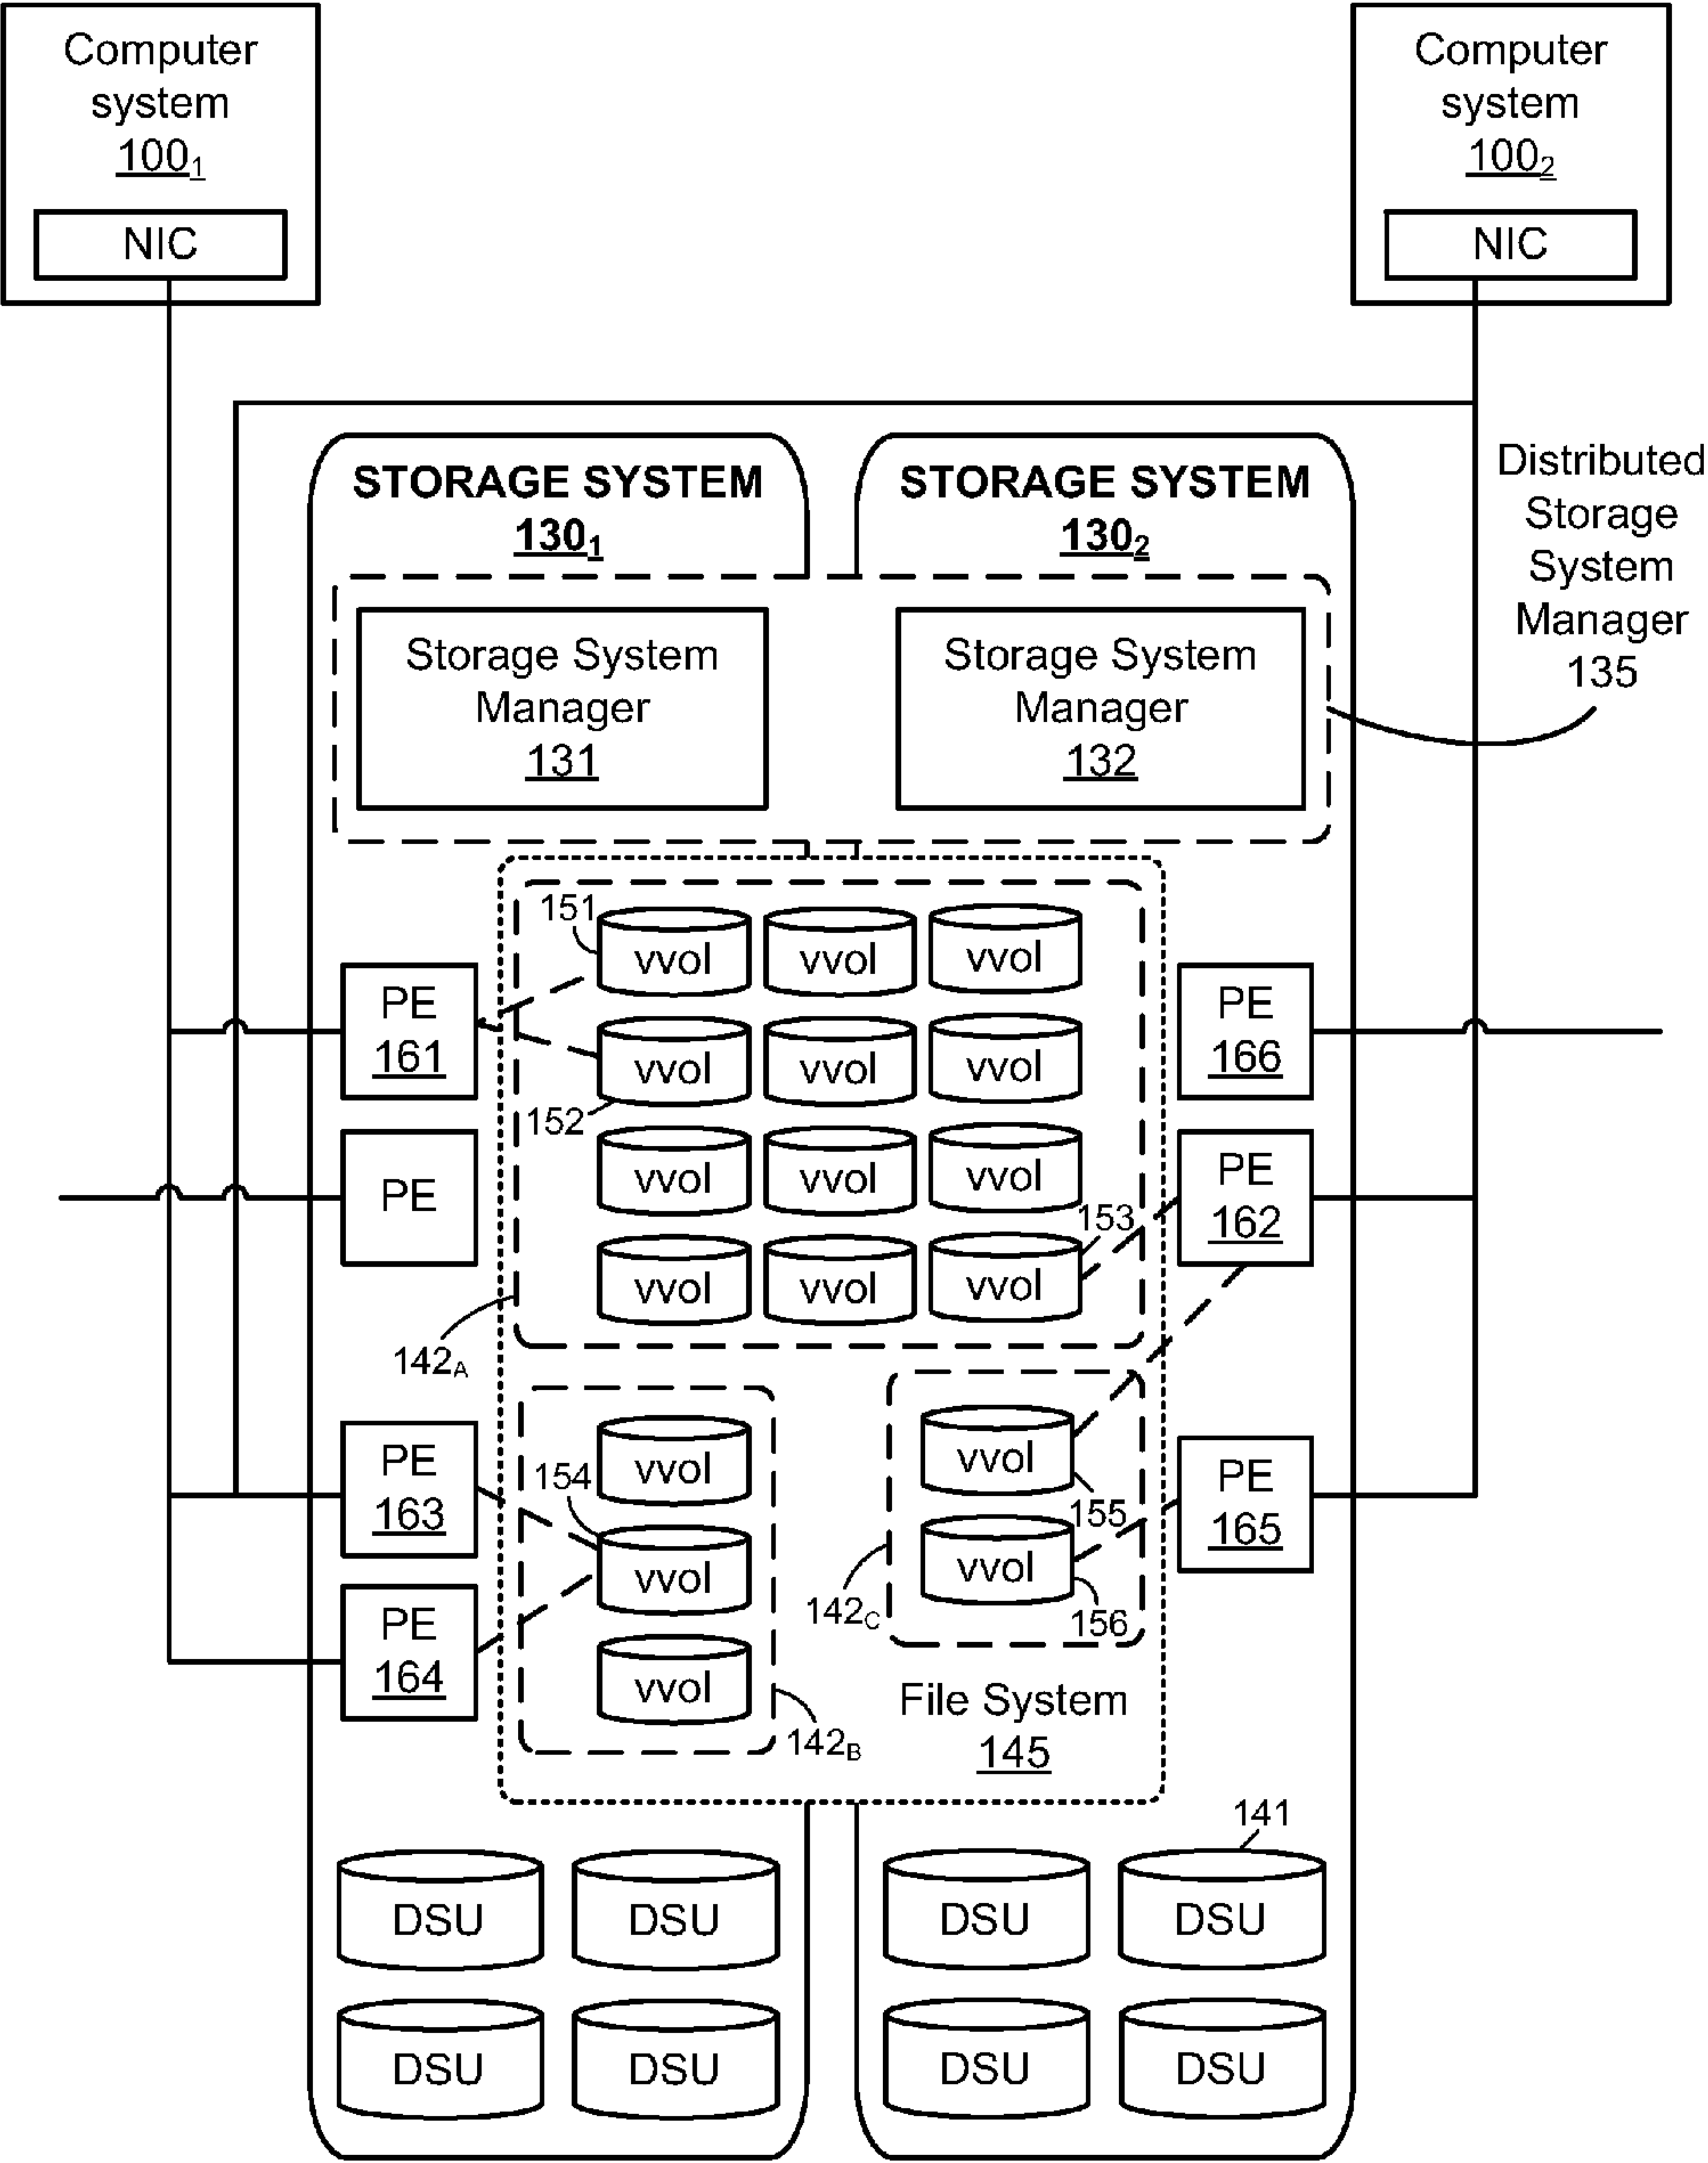 Computer
system
100₁
NIC
Computer
system
100₂
NIC
STORAGE SYSTEM
130₁
STORAGE SYSTEM
130₂
Distributed
Storage
System
Manager
135
Storage System
Manager
131
Storage System
Manager
132
151
vvol
vvol
vvol
PE
161
PE
166
vvol
vvol
vvol
152
PE
vvol
vvol
vvol
PE
162
153
vvol
vvol
vvol
142A
PE
163
154
vvol
vvol
vvol
142B
PE
164
vvol
155
vvol
156
142C
PE
165
File System
145
141
DSU
DSU
DSU
DSU
DSU
DSU
DSU
DSU